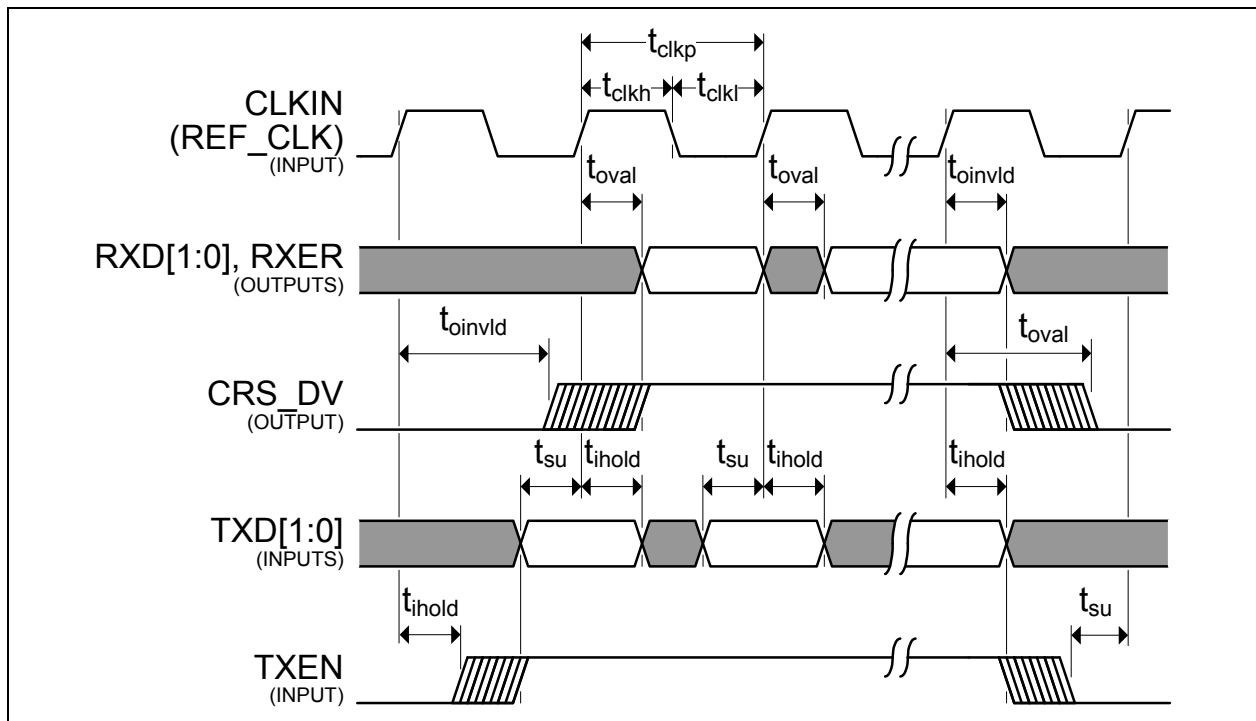 t_clkp
t_clkh t_clkl
CLKIN
(REF_CLK)
(INPUT)
t_oval t_oval t_oinvld
RXD[1:0], RXER
(OUTPUTS)
t_oinvld t_oval
CRS_DV
(OUTPUT)
t_su t_ihold t_su t_ihold t_ihold
TXD[1:0]
(INPUTS)
t_ihold t_su
TXEN
(INPUT)